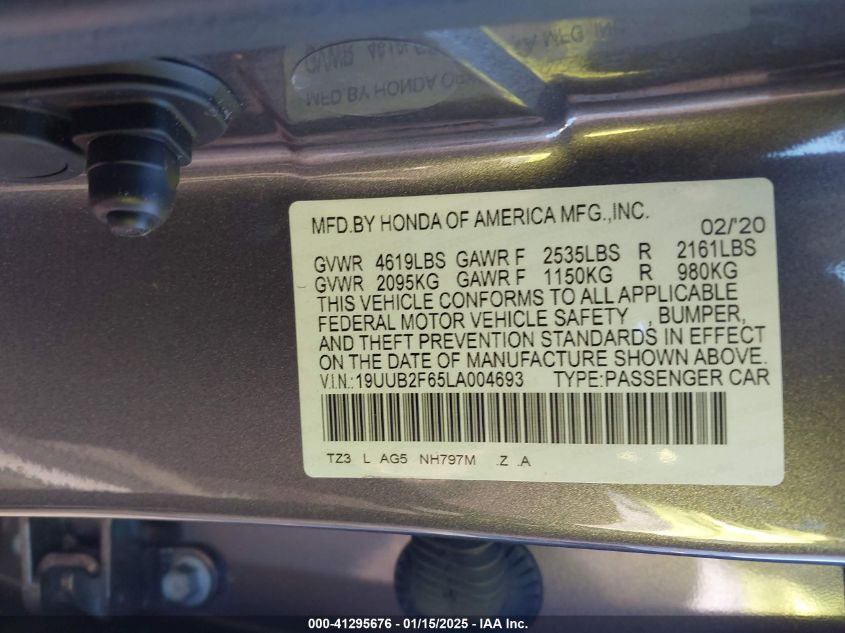 MFD.BY HONDA OF AMERICA MFG.,INC.
02/'20
GVWR 4619LBS GAWR F 2535LBS R 2161LBS
GVWR 2095KG GAWR F 1150KG R 980KG
THIS VEHICLE CONFORMS TO ALL APPLICABLE
FEDERAL MOTOR VEHICLE SAFETY , BUMPER,
AND THEFT PREVENTION STANDARDS IN EFFECT
ON THE DATE OF MANUFACTURE SHOWN ABOVE.
V.I.N.: 19UUB2F65LA004693 TYPE:PASSENGER CAR
TZ3 L AG5 NH797M .Z .A
000-41295676 - 01/15/2025 - IAA Inc.